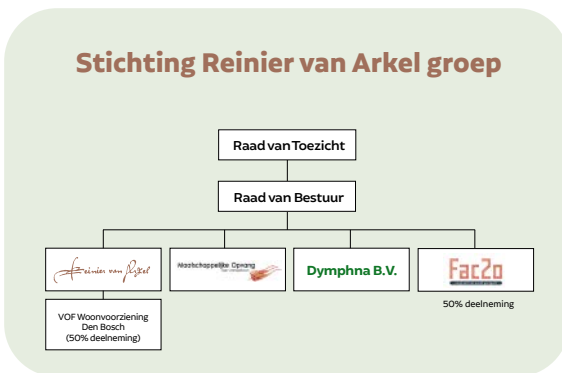 Stichting Reinier van Arkel groep
Raad van Toezicht
Raad van Bestuur
Reinier van Arkel
Maatschappelijke Opvang
Dymphna B.V.
Fac2o
VOF Woonvoorziening
Den Bosch
(50% deelneming)
50% deelneming